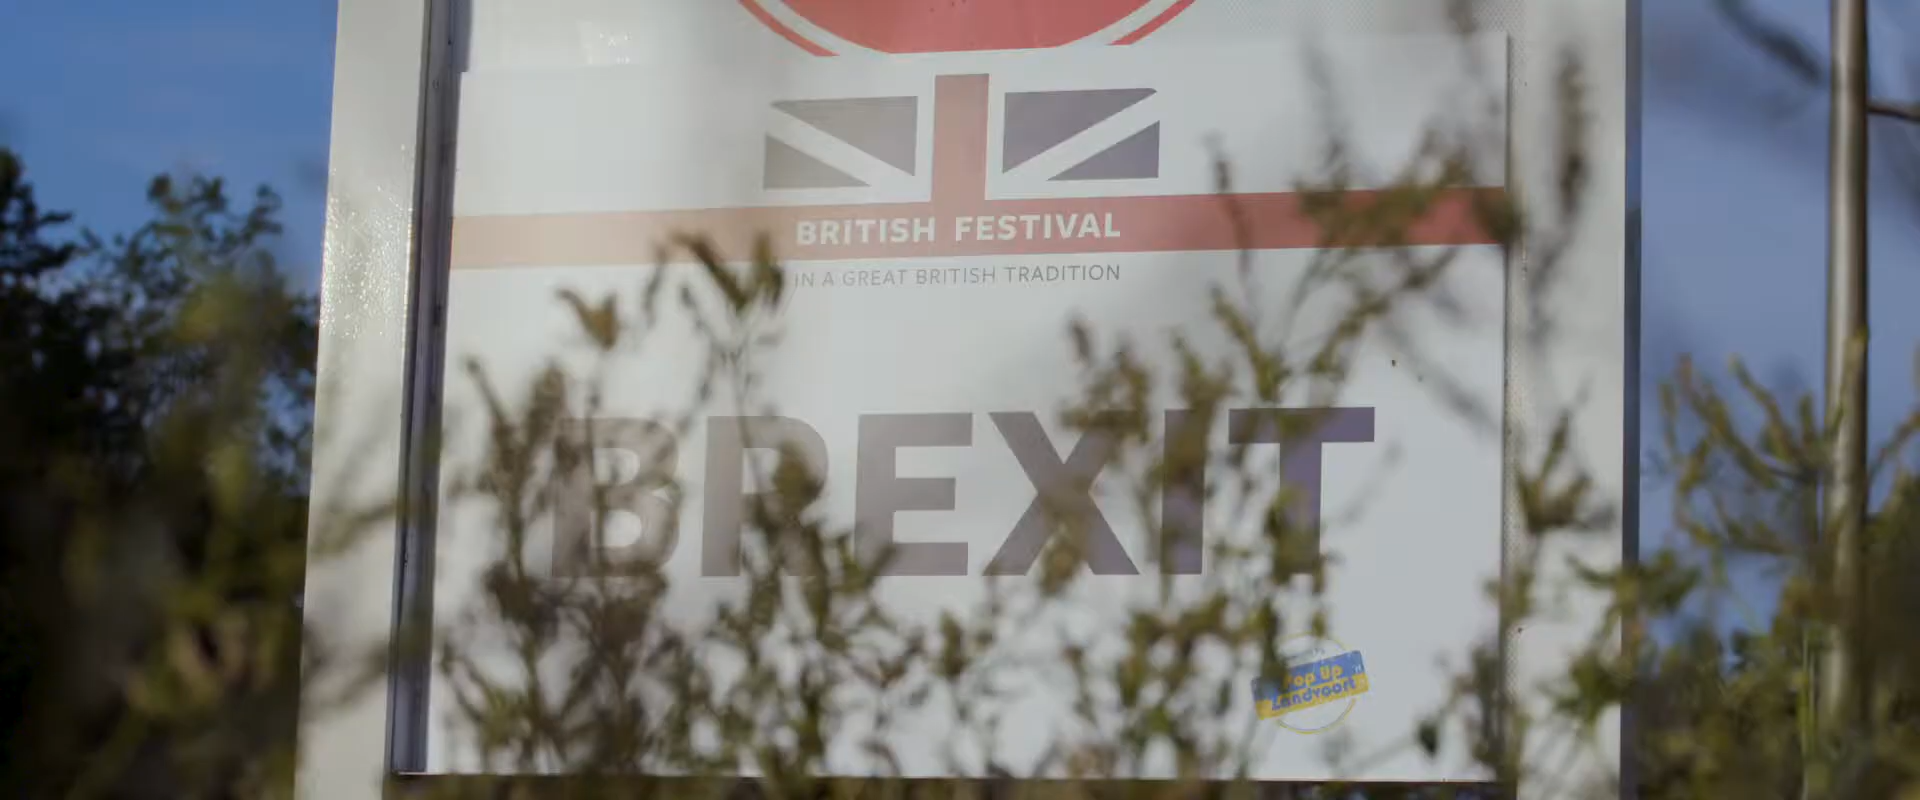 BRITISH FESTIVAL
IN A GREAT BRITISH TRADITION
BREXIT
Pop Up
Zandvoort